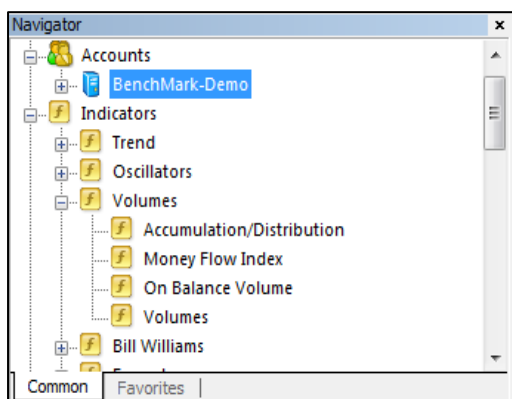 Navigator
Accounts
BenchMark-Demo
Indicators
Trend
Oscillators
Volumes
Accumulation/Distribution
Money Flow Index
On Balance Volume
Volumes
Bill Williams
Common Favorites